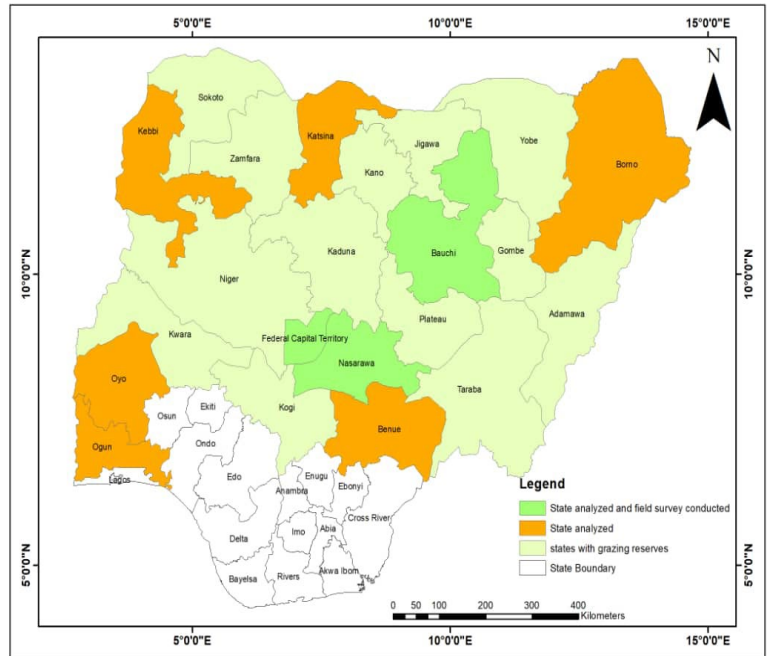 5°0'0"E 10°0'0"E 15°0'0"E
N
Sokoto
Kebbi
Katsina
Zamfara
Jigawa
Yobe
Borno
Kano
10°0'0"N
10°0'0"N
Kaduna
Bauchi
Gombe
Niger
Adamawa
Plateau
Kwara
Federal Capital Territory
Nasarawa
Oyo
Taraba
Kogi
Benue
Osun
Ekiti
Ogun
Ondo
Lagos
Edo
Enugu
Anambra
Ebonyi
Cross River
Delta
Imo
Abia
Bayelsa
Rivers
Akwa Ibom
5°0'0"N
5°0'0"N
Legend
State analyzed and field survey conducted
State analyzed
states with grazing reserves
State Boundary
0 50 100 200 300 400
Kilometers
5°0'0"E 10°0'0"E 15°0'0"E